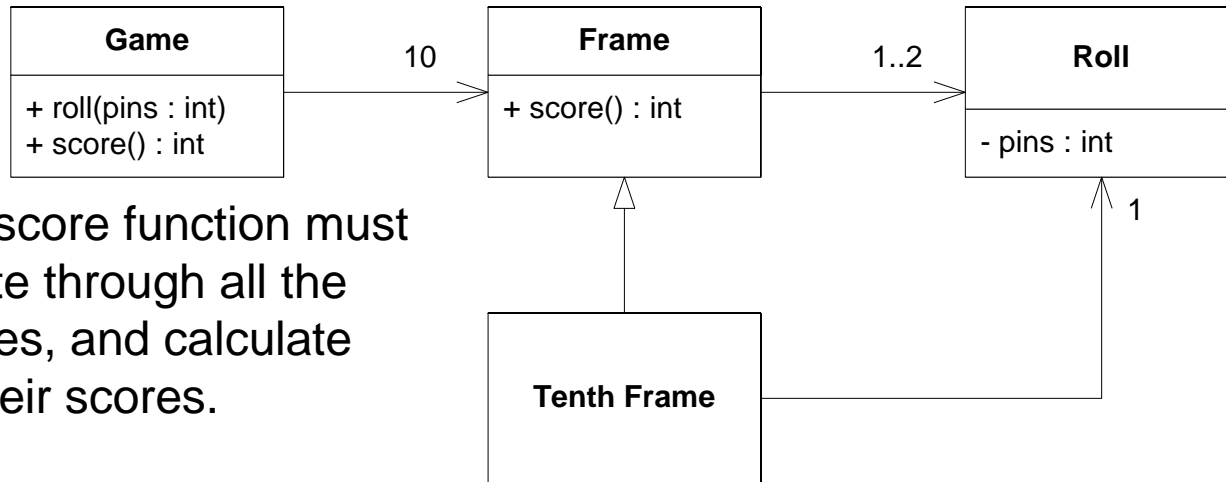 Game
10
Frame
1..2
Roll
+ roll(pins : int)
+ score() : int
+ score() : int
- pins : int
1
score function must
te through all the
es, and calculate
eir scores.
Tenth Frame